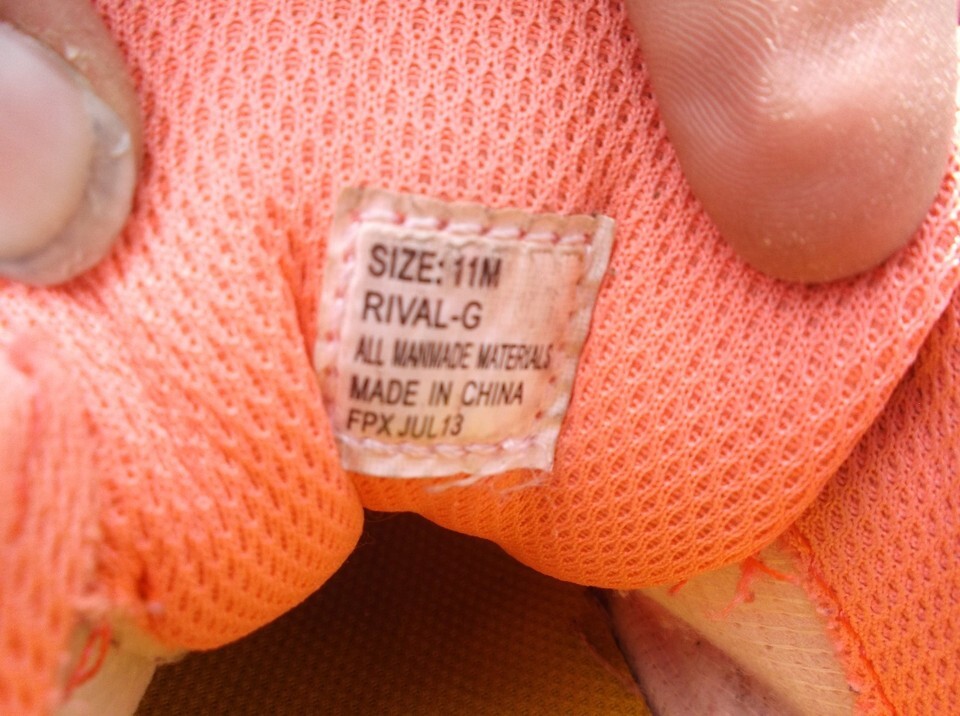 SIZE: 11M
RIVAL-G
ALL MANMADE MATERIALS
MADE IN CHINA
FPX JUL13